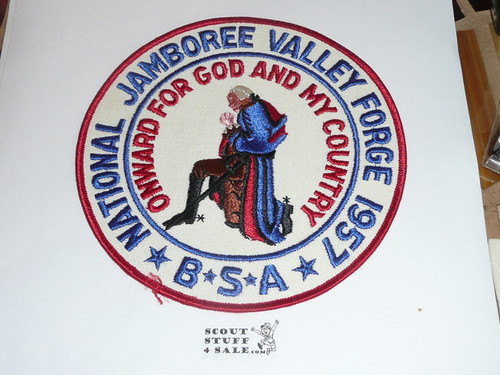 NATIONAL JAMBOREE VALLEY FORGE 1957
ONWARD FOR GOD AND MY COUNTRY
B★S★A
SCOUT
STUFF
4 SALE.COM